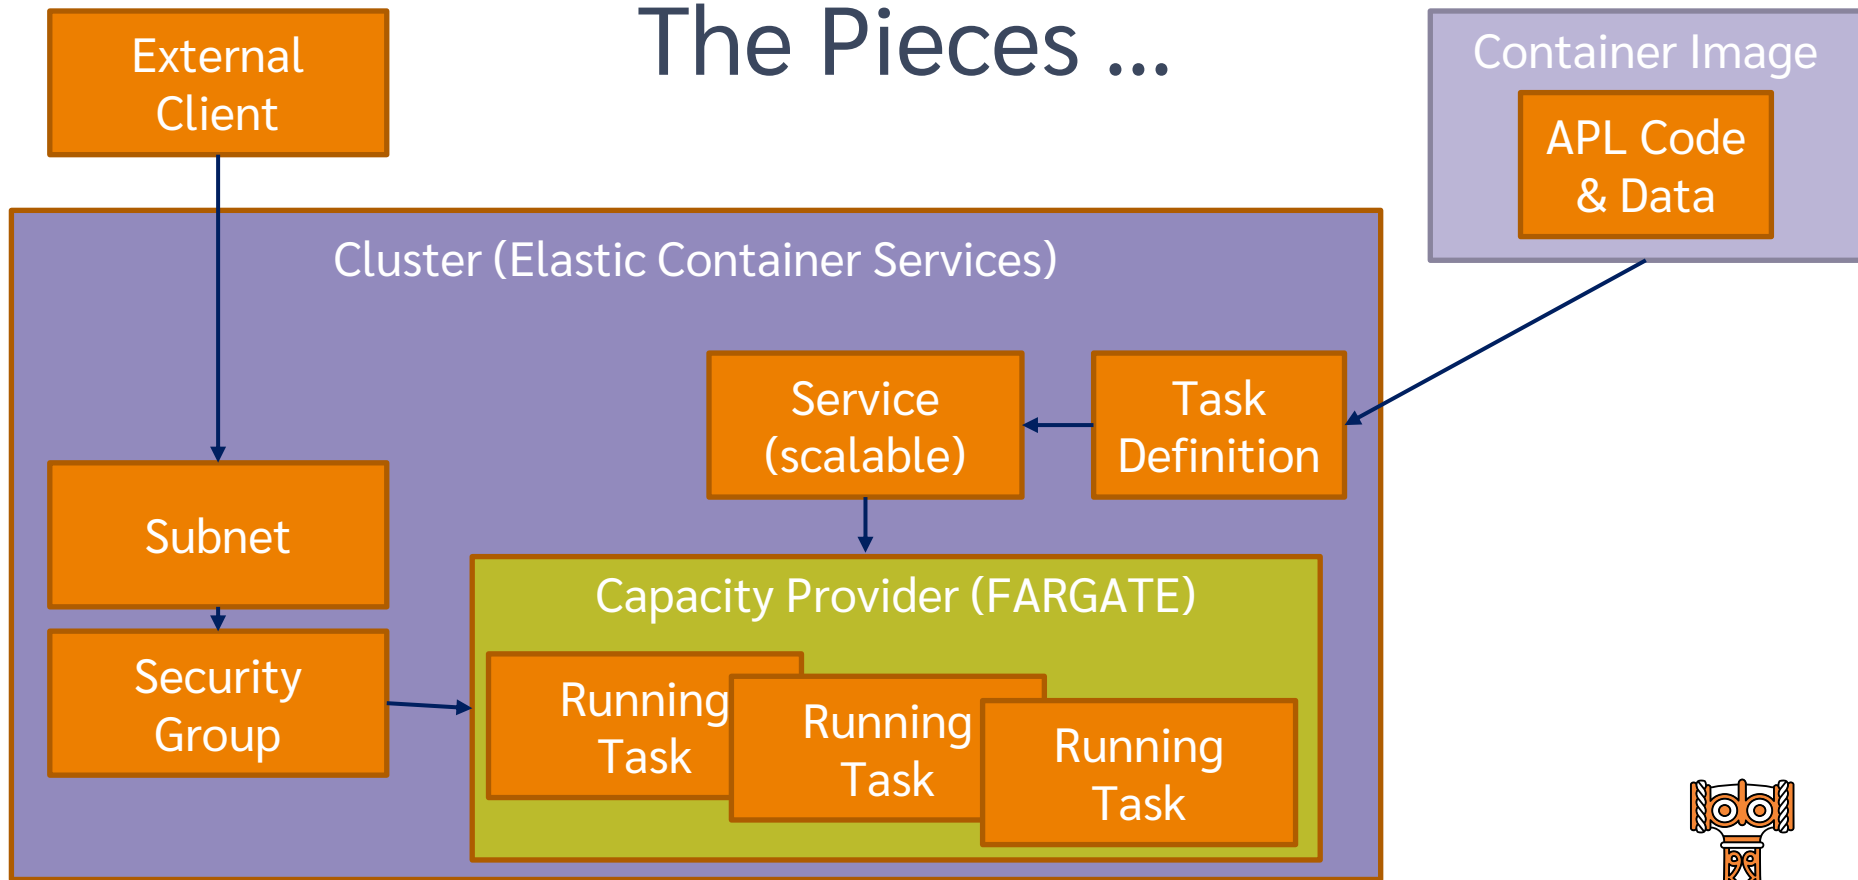 The Pieces ...
External
Client
Container Image
APL Code
& Data
Cluster (Elastic Container Services)
Service
(scalable)
Task
Definition
Subnet
Security
Group
Capacity Provider (FARGATE)
Running
Task
Running
Task
Running
Task